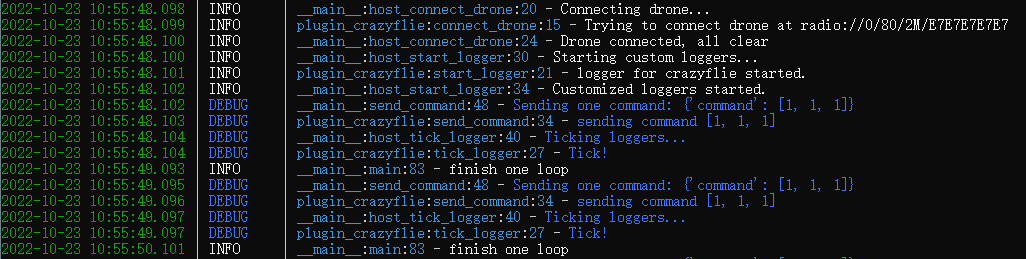 2022-10-23 10:55:48.098 | INFO | __main__:host_connect_drone:20 - Connecting drone...
2022-10-23 10:55:48.099 | INFO | plugin_crazyflie:connect_drone:15 - Trying to connect drone at radio://0/80/2M/E7E7E7E7E7
2022-10-23 10:55:48.100 | INFO | __main__:host_connect_drone:24 - Drone connected, all clear
2022-10-23 10:55:48.100 | INFO | __main__:host_start_logger:30 - Starting custom loggers...
2022-10-23 10:55:48.101 | INFO | plugin_crazyflie:start_logger:21 - logger for crazyflie started.
2022-10-23 10:55:48.102 | INFO | __main__:host_start_logger:34 - Customized loggers started.
2022-10-23 10:55:48.102 | DEBUG | __main__:send_command:48 - Sending one command: {'command': [1, 1, 1]}
2022-10-23 10:55:48.103 | DEBUG | plugin_crazyflie:send_command:34 - sending command [1, 1, 1]
2022-10-23 10:55:48.104 | DEBUG | __main__:host_tick_logger:40 - Ticking loggers...
2022-10-23 10:55:48.104 | DEBUG | plugin_crazyflie:tick_logger:27 - Tick!
2022-10-23 10:55:49.093 | INFO | __main__:main:83 - finish one loop
2022-10-23 10:55:49.095 | DEBUG | __main__:send_command:48 - Sending one command: {'command': [1, 1, 1]}
2022-10-23 10:55:49.096 | DEBUG | plugin_crazyflie:send_command:34 - sending command [1, 1, 1]
2022-10-23 10:55:49.097 | DEBUG | __main__:host_tick_logger:40 - Ticking loggers...
2022-10-23 10:55:49.097 | DEBUG | plugin_crazyflie:tick_logger:27 - Tick!
2022-10-23 10:55:50.101 | INFO | __main__:main:83 - finish one loop